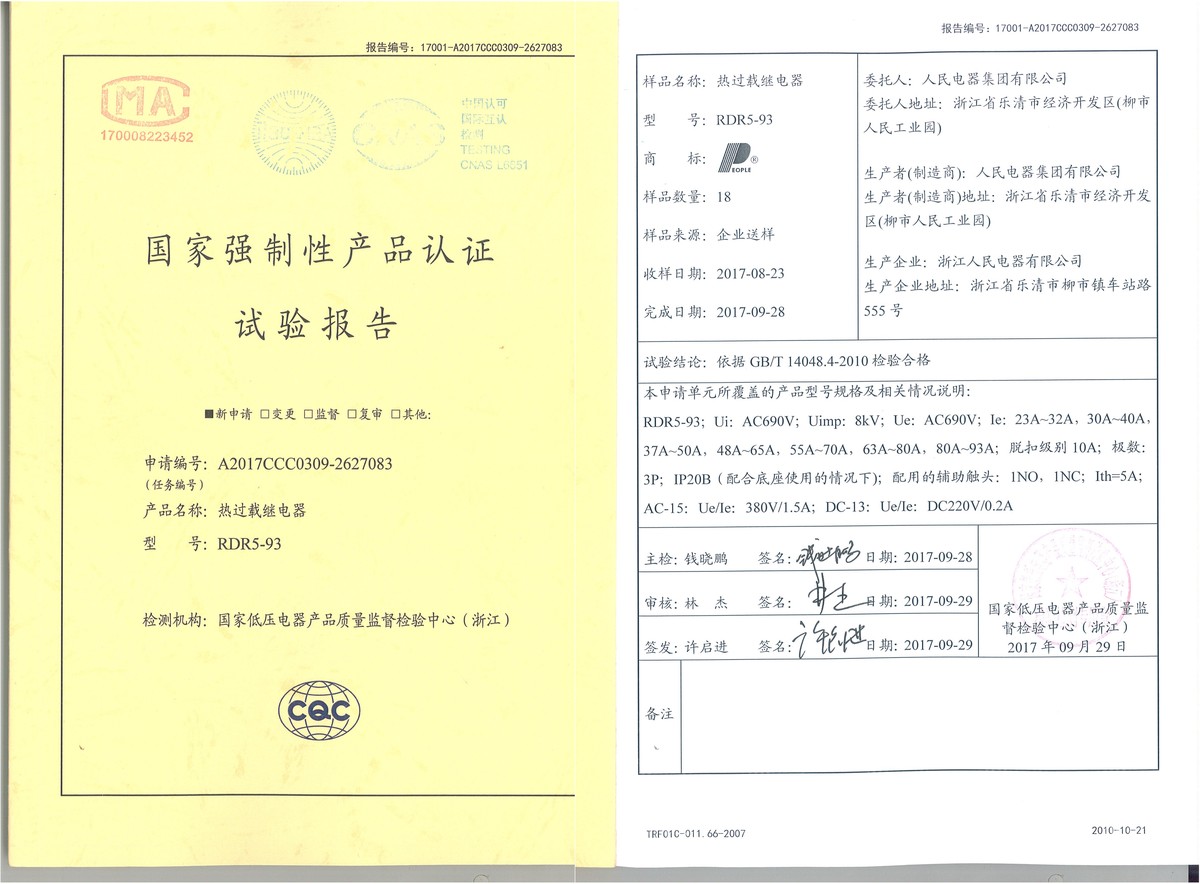 报告编号：17001-A2017CCC0309-2627083
MA
170008223452
中国认可
国际互认
检测
TESTING
CNAS L6551
国家强制性产品认证
试验报告
■新申请 □变更 □监督 □复审 □其他:
申请编号：A2017CCC0309-2627083
(任务编号)
产品名称：热过载继电器
型　号：RDR5-93
检测机构：国家低压电器产品质量监督检验中心（浙江）
CQC
报告编号：17001-A2017CCC0309-2627083
样品名称：热过载继电器
型　号：RDR5-93
商　标：PEOPLE®
样品数量：18
样品来源：企业送样
收样日期：2017-08-23
完成日期：2017-09-28
委托人：人民电器集团有限公司
委托人地址：浙江省乐清市经济开发区(柳市
人民工业园)
生产者(制造商)：人民电器集团有限公司
生产者(制造商)地址：浙江省乐清市经济开发
区(柳市人民工业园)
生产企业：浙江人民电器有限公司
生产企业地址：浙江省乐清市柳市镇车站路
555 号
试验结论：依据 GB/T 14048.4-2010 检验合格
本申请单元所覆盖的产品型号规格及相关情况说明：
RDR5-93；Ui：AC690V；Uimp：8kV；Ue：AC690V；Ie：23A~32A，30A~40A，
37A~50A，48A~65A，55A~70A，63A~80A，80A~93A；脱扣级别 10A；极数：
3P；IP20B（配合底座使用的情况下)；配用的辅助触头：1NO，1NC；Ith=5A；
AC-15：Ue/Ie：380V/1.5A；DC-13：Ue/Ie：DC220V/0.2A
主检：钱晓鹏　签名：钱晓鹏 日期：2017-09-28
审核：林　杰　签名：林杰 日期：2017-09-29
签发：许启进　签名：许启进 日期：2017-09-29
国家低压电器产品质量监
督检验中心（浙江）
2017 年 09 月 29 日
备注
TRF01C-011.66-2007
2010-10-21